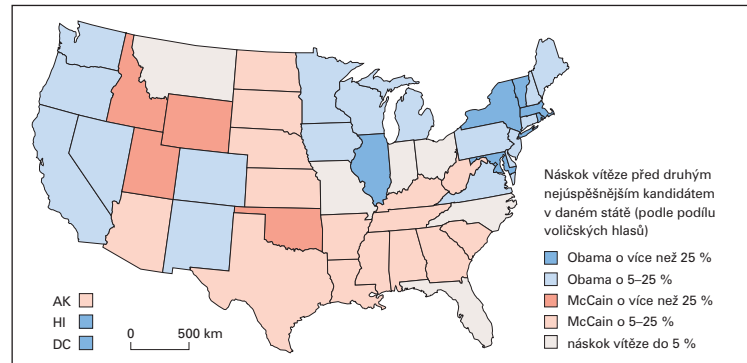 Náskok vítěze před druhým
nejúspěšnějším kandidátem
v daném státě (podle podílu
voličských hlasů)
Obama o více než 25 %
Obama o 5–25 %
McCain o více než 25 %
McCain o 5–25 %
náskok vítěze do 5 %
AK
HI
DC
0 500 km